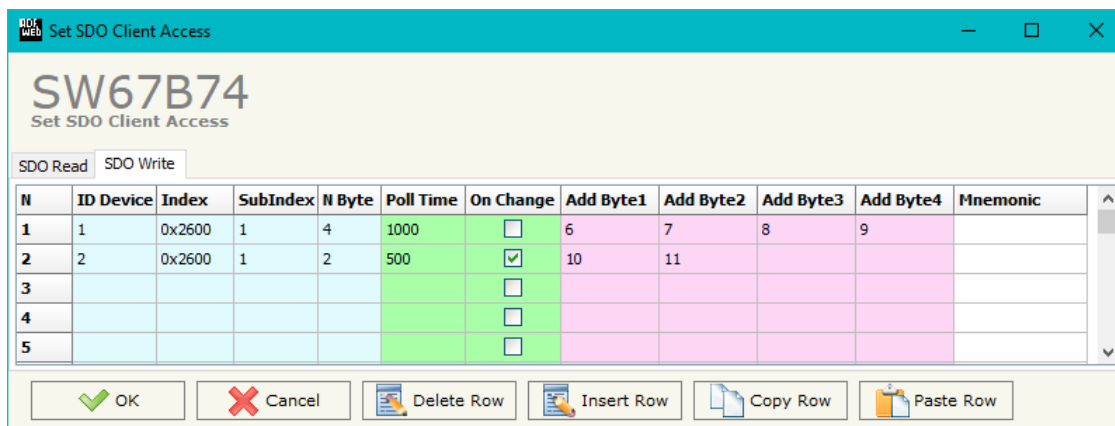 ADF
WEB
Set SDO Client Access
SW67B74
Set SDO Client Access
SDO Read SDO Write
N ID Device Index SubIndex N Byte Poll Time On Change Add Byte1 Add Byte2 Add Byte3 Add Byte4 Mnemonic
1 1 0x2600 1 4 1000 6 7 8 9
2 2 0x2600 1 2 500 10 11
3
4
5
OK Cancel Delete Row Insert Row Copy Row Paste Row